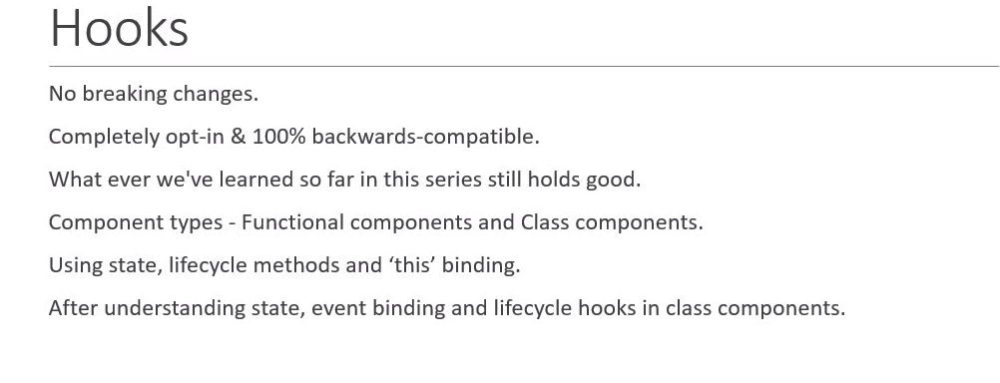 Hooks
No breaking changes.
Completely opt-in & 100% backwards-compatible.
What ever we've learned so far in this series still holds good.
Component types - Functional components and Class components.
Using state, lifecycle methods and ‘this’ binding.
After understanding state, event binding and lifecycle hooks in class components.